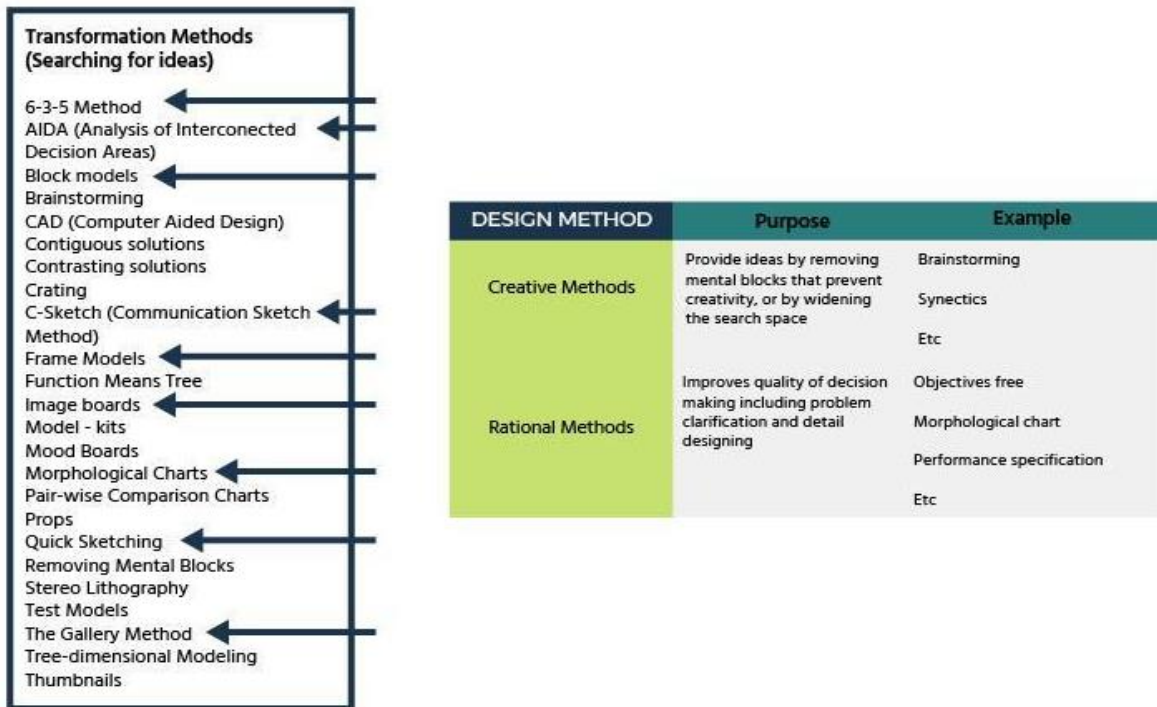 Transformation Methods
(Searching for ideas)
6-3-5 Method
AIDA (Analysis of Interconected
Decision Areas)
Block models
Brainstorming
CAD (Computer Aided Design)
Contiguous solutions
Contrasting solutions
Crating
C-Sketch (Communication Sketch
Method)
Frame Models
Function Means Tree
Image boards
Model - kits
Mood Boards
Morphological Charts
Pair-wise Comparison Charts
Props
Quick Sketching
Removing Mental Blocks
Stereo Lithography
Test Models
The Gallery Method
Tree-dimensional Modeling
Thumbnails
DESIGN METHOD
Purpose
Example
Creative Methods
Provide ideas by removing
mental blocks that prevent
creativity, or by widening
the search space
Brainstorming
Synectics
Etc
Rational Methods
Improves quality of decision
making including problem
clarification and detail
designing
Objectives free
Morphological chart
Performance specification
Etc